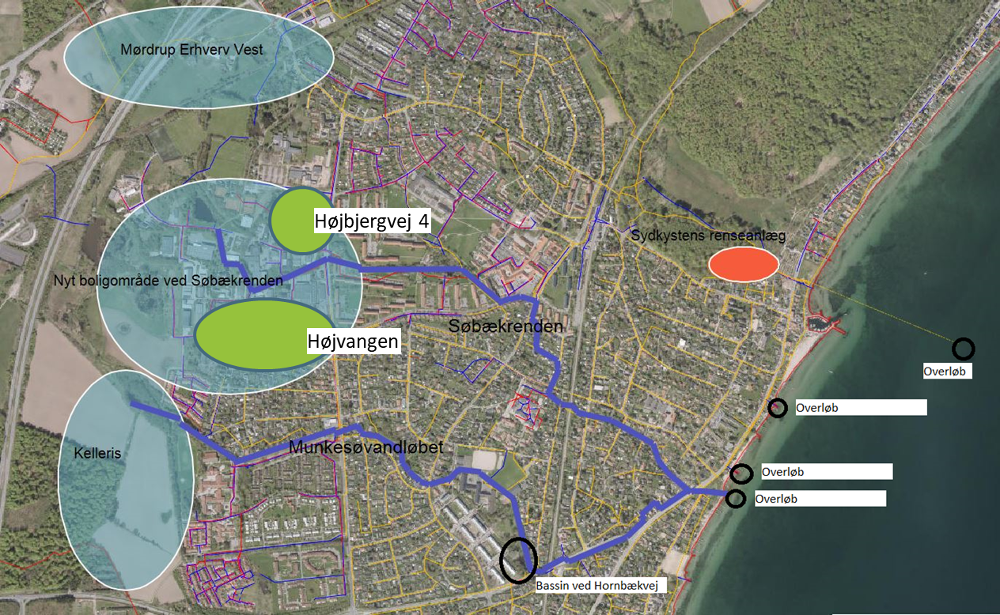 Mørdrup Erhverv Vest
Højbjergvej 4
Sydkystens renseanlæg
Nyt boligområde ved Søbækrenden
Søbækrenden
Højvangen
Overløb
Overløb
Munkesøvandløbet
Kelleris
Overløb
Overløb
Bassin ved Hornbækvej